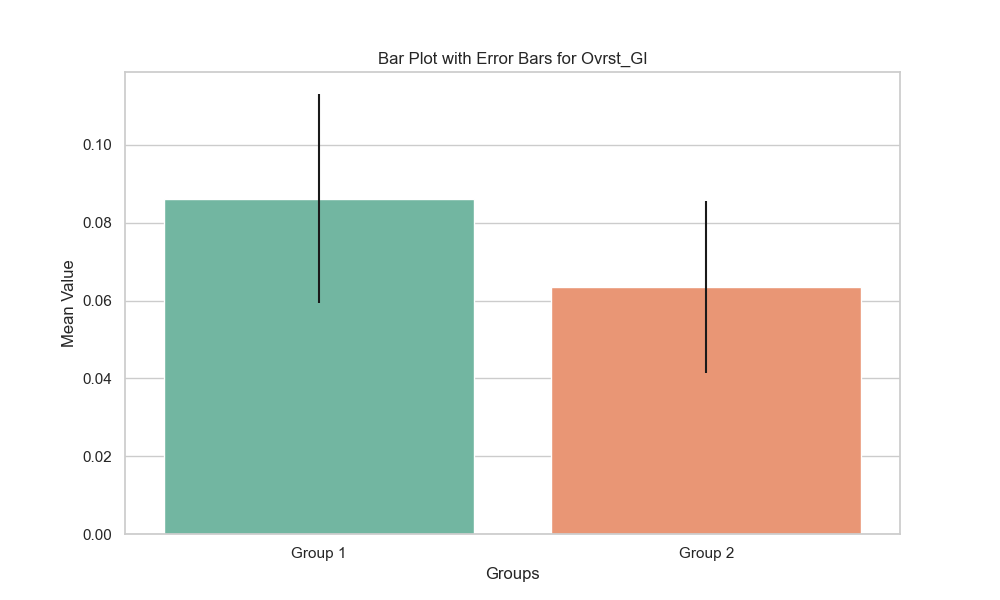 Bar Plot with Error Bars for Ovrst_GI
Mean Value
0.10
0.08
0.06
0.04
0.02
0.00
Group 1
Group 2
Groups